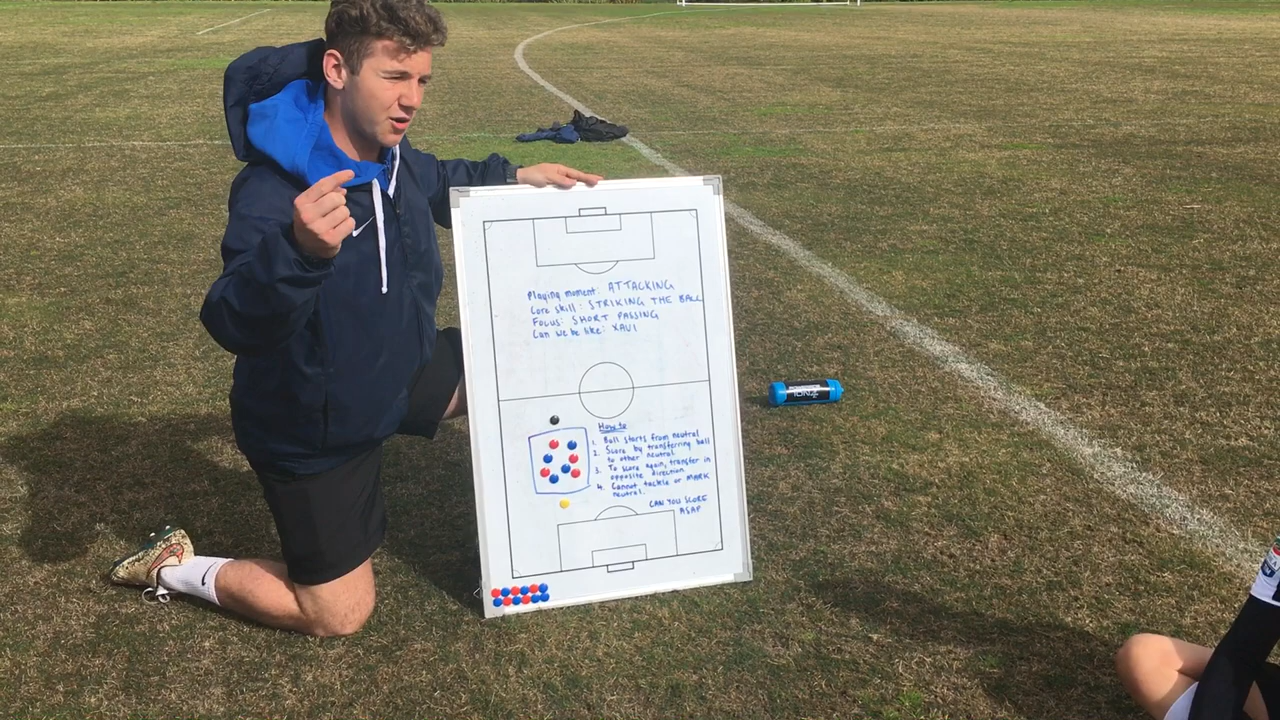 Playing moment: ATTACKING
Core skill: STRIKING THE BALL
Focus: SHORT PASSING
Can we be like: XAVI
How to
1. Ball starts from neutral
2. Score by transferring ball
to other neutral.
3. To score again, transfer in
opposite direction.
4. Cannot tackle or MARK
neutral.
CAN YOU SCORE
ASAP